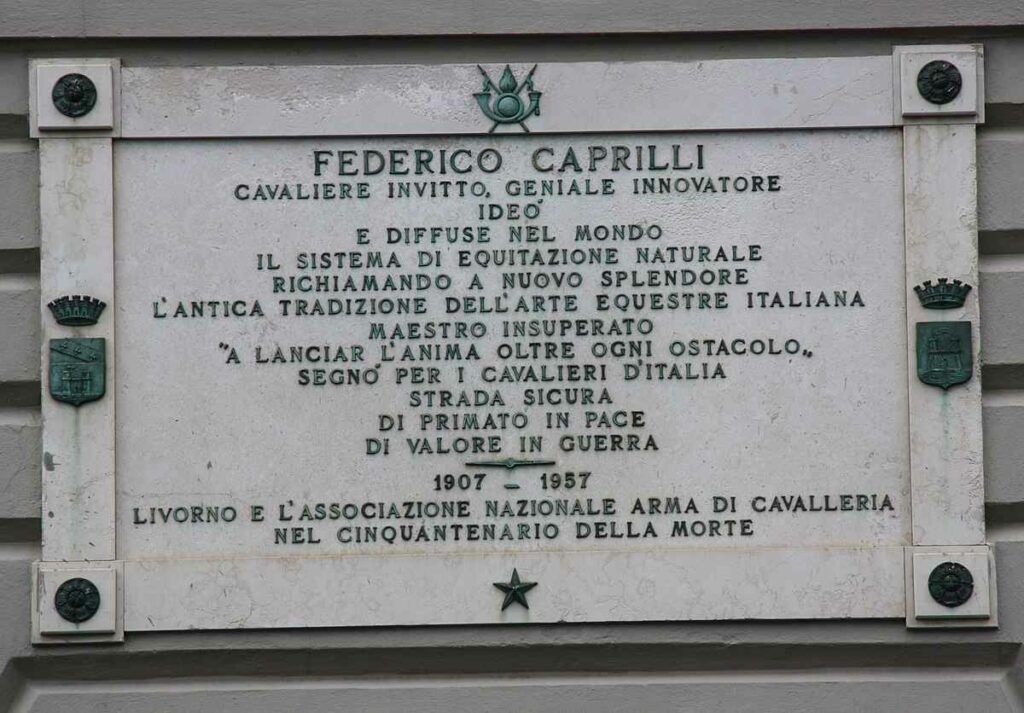 FEDERICO CAPRILLI
CAVALIERE INVITTO, GENIALE INNOVATORE
IDEO'
E DIFFUSE NEL MONDO
IL SISTEMA DI EQUITAZIONE NATURALE
RICHIAMANDO A NUOVO SPLENDORE
L'ANTICA TRADIZIONE DELL'ARTE EQUESTRE ITALIANA
MAESTRO INSUPERATO
"A LANCIAR L'ANIMA OLTRE OGNI OSTACOLO„
SEGNO' PER I CAVALIERI D'ITALIA
STRADA SICURA
DI PRIMATO IN PACE
DI VALORE IN GUERRA
1907 – 1957
LIVORNO E L'ASSOCIAZIONE NAZIONALE ARMA DI CAVALLERIA
NEL CINQUANTENARIO DELLA MORTE